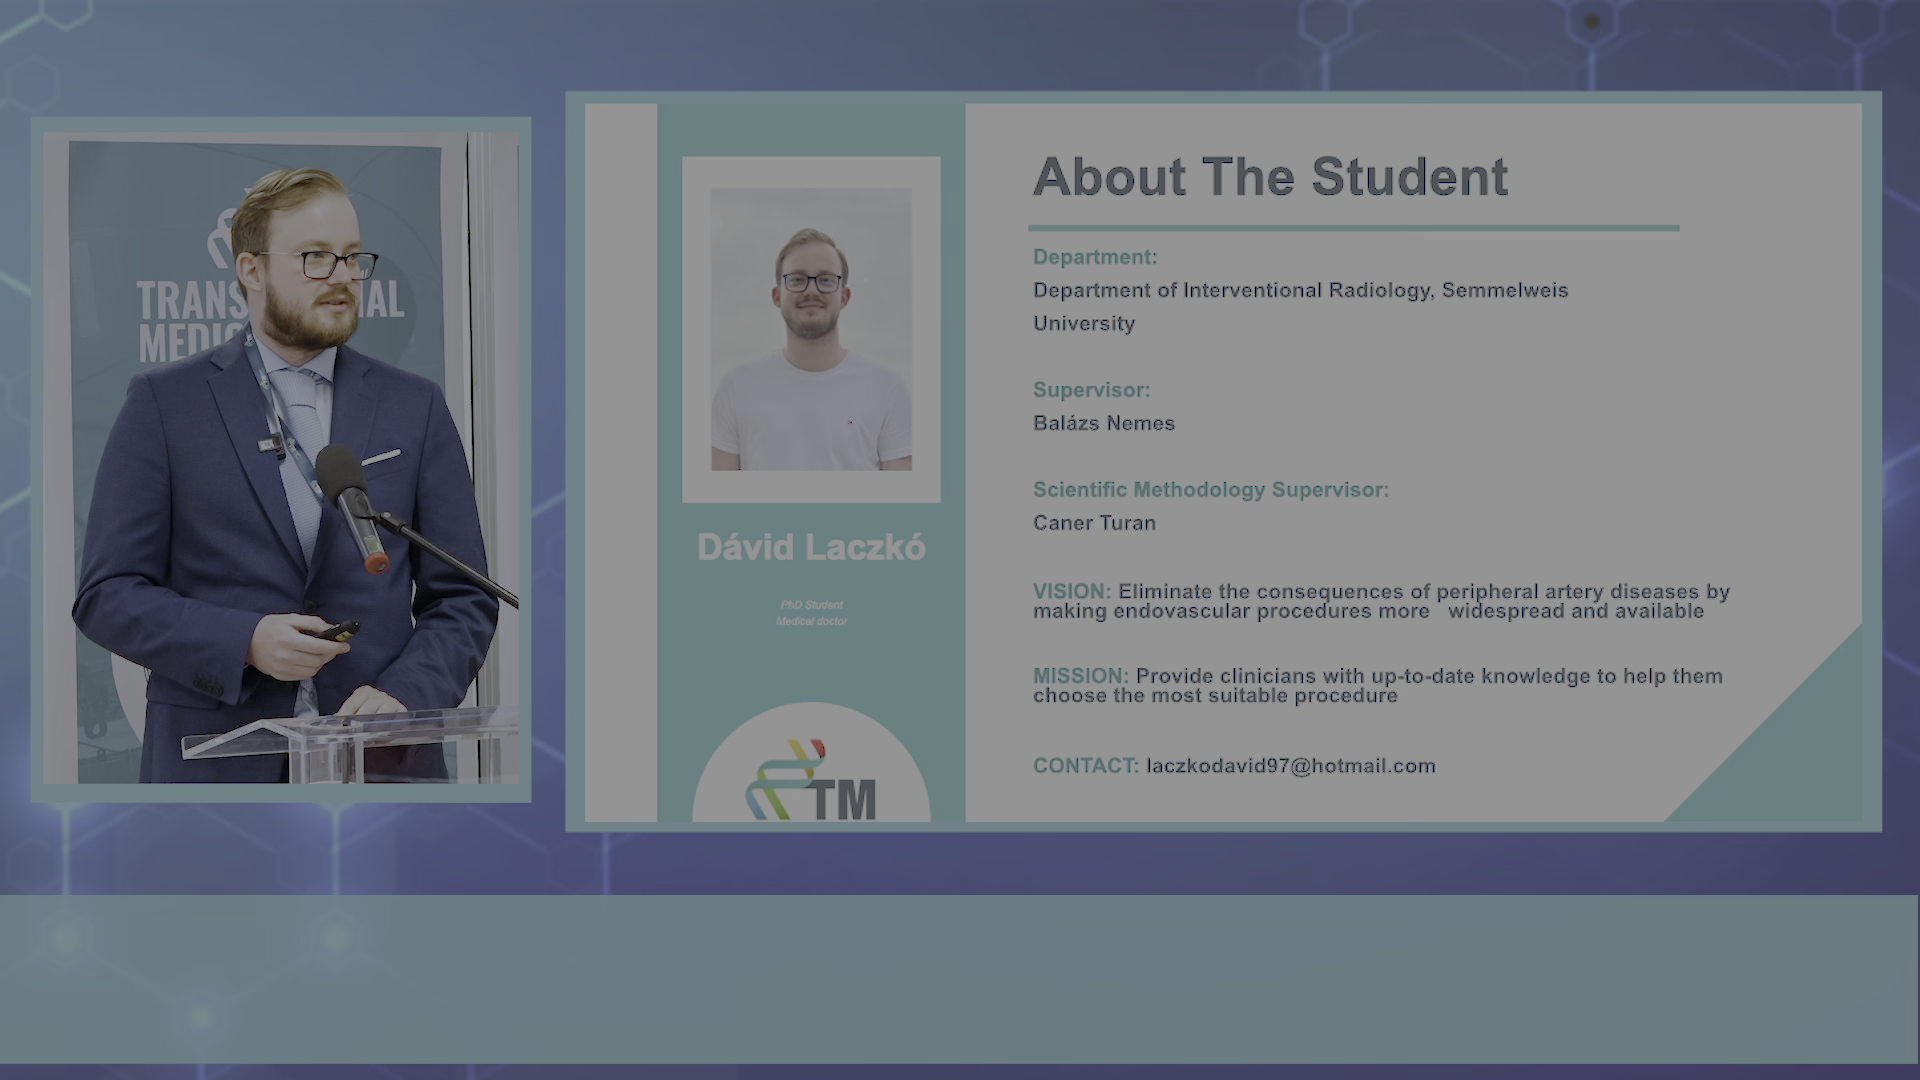 TRANS AL
MEDIC
About The Student
Department:
Department of Interventional Radiology, Semmelweis
University
Supervisor:
Balázs Nemes
Scientific Methodology Supervisor:
Caner Turan
VISION: Eliminate the consequences of peripheral artery diseases by
making endovascular procedures more widespread and available
MISSION: Provide clinicians with up-to-date knowledge to help them
choose the most suitable procedure
CONTACT: laczkodavid97@hotmail.com
Dávid Laczkó
PhD Student
Medical doctor
TM